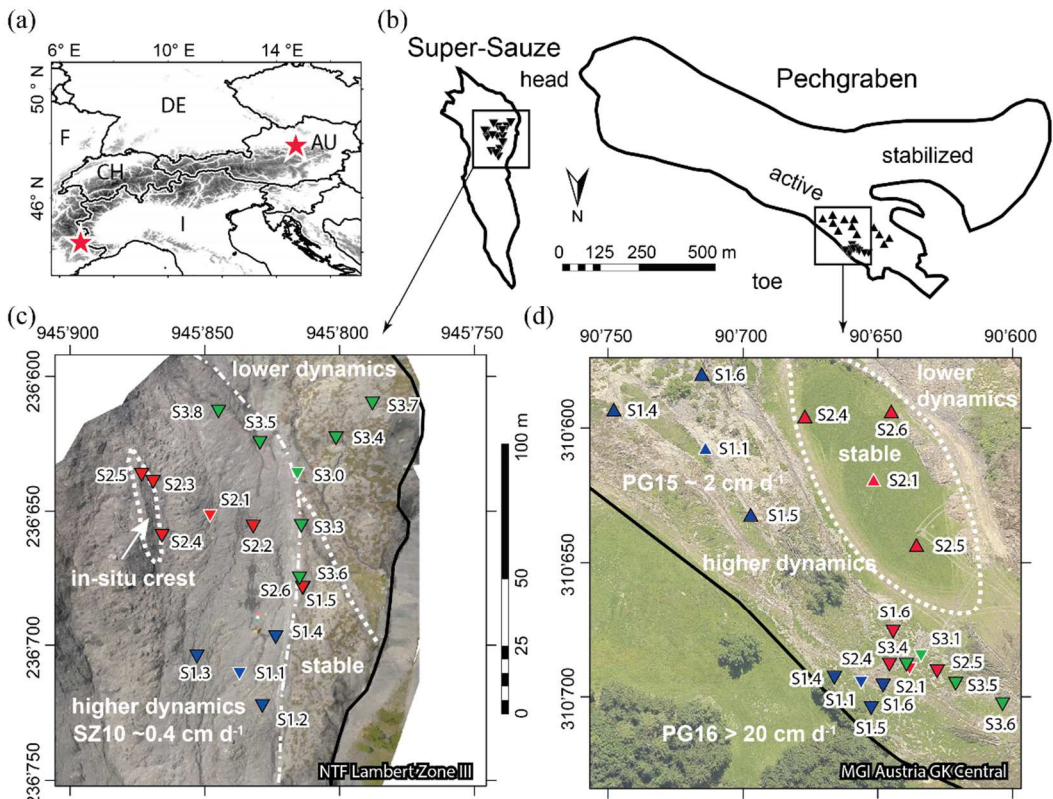 (a)
6° E 10° E 14° E
50° N
46° N
DE
F
AU
CH
I
(b)
Super-Sauze
head
Pechgraben
stabilized
active
N
0 125 250 500 m
toe
(c)
945'900 945'850 945'800 945'750
236'600
236'650
236'700
236'750
lower dynamics
S3.7
S3.8
S3.5
S3.4
S2.5
S2.3
S3.0
S2.1
S2.4
S2.2
S3.3
in-situ crest
S3.6
S2.6
S1.5
S1.4
S1.3
S1.1
stable
S1.2
higher dynamics
SZ10 ~0.4 cm d-1
NTF Lambert Zone III
0 25 50 100 m
(d)
90'750 90'700 90'650 90'600
310'600
310'650
310'700
S1.6
lower
dynamics
S1.4
S2.4
S2.6
S1.1
stable
PG15 ~ 2 cm d-1
S2.1
S1.5
S2.5
higher dynamics
S1.6
S3.1
S3.4
S2.4
S2.5
S1.4
S3.5
S1.1
S2.1
S1.6
S3.6
S1.5
PG16 > 20 cm d-1
MGI Austria GK Central